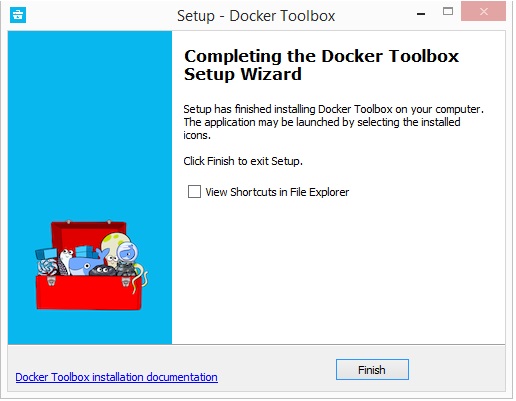 Setup - Docker Toolbox
Completing the Docker Toolbox
Setup Wizard
Setup has finished installing Docker Toolbox on your computer.
The application may be launched by selecting the installed
icons.
Click Finish to exit Setup.
View Shortcuts in File Explorer
Docker Toolbox installation documentation
Finish